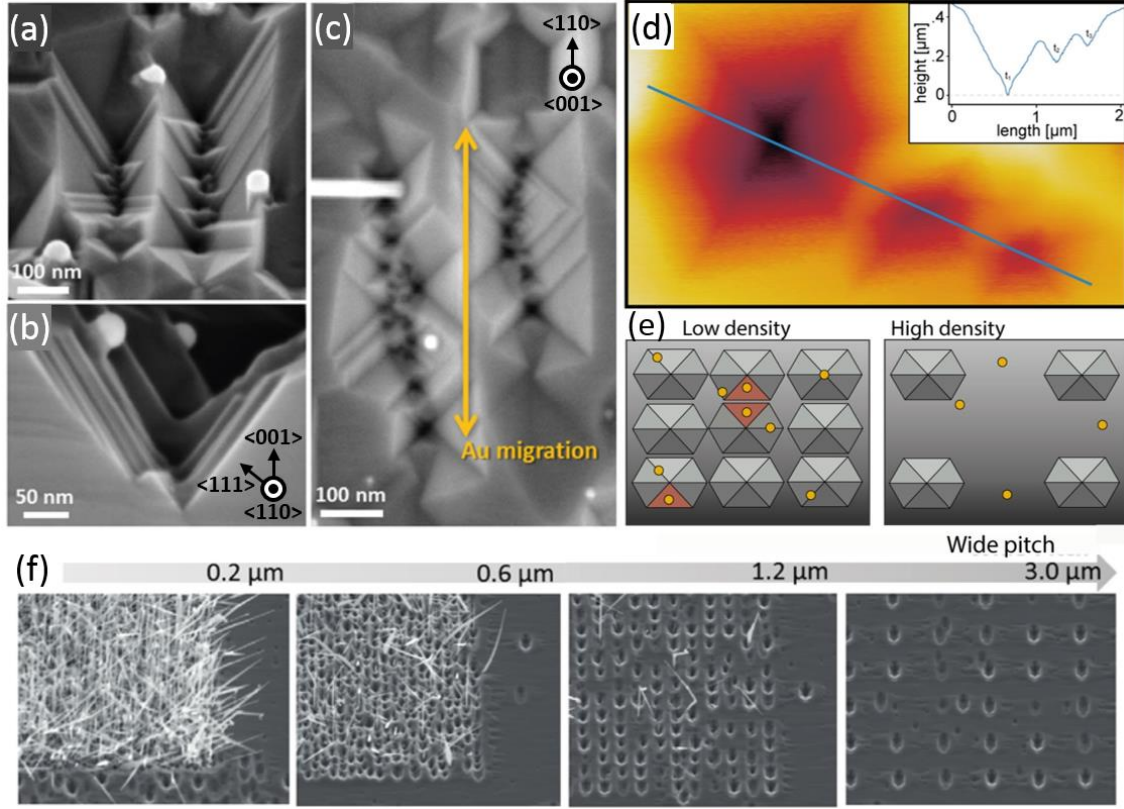 (a)
100 nm
(b)
<001>
<111>
<110>
50 nm
(c)
<110>
<001>
Au migration
100 nm
(d)
height [µm]
.4
.2
0
t₁
t₂
t₃
0
1
2
length [µm]
(e)
Low density
High density
Wide pitch
(f)
0.2 µm
0.6 µm
1.2 µm
3.0 µm